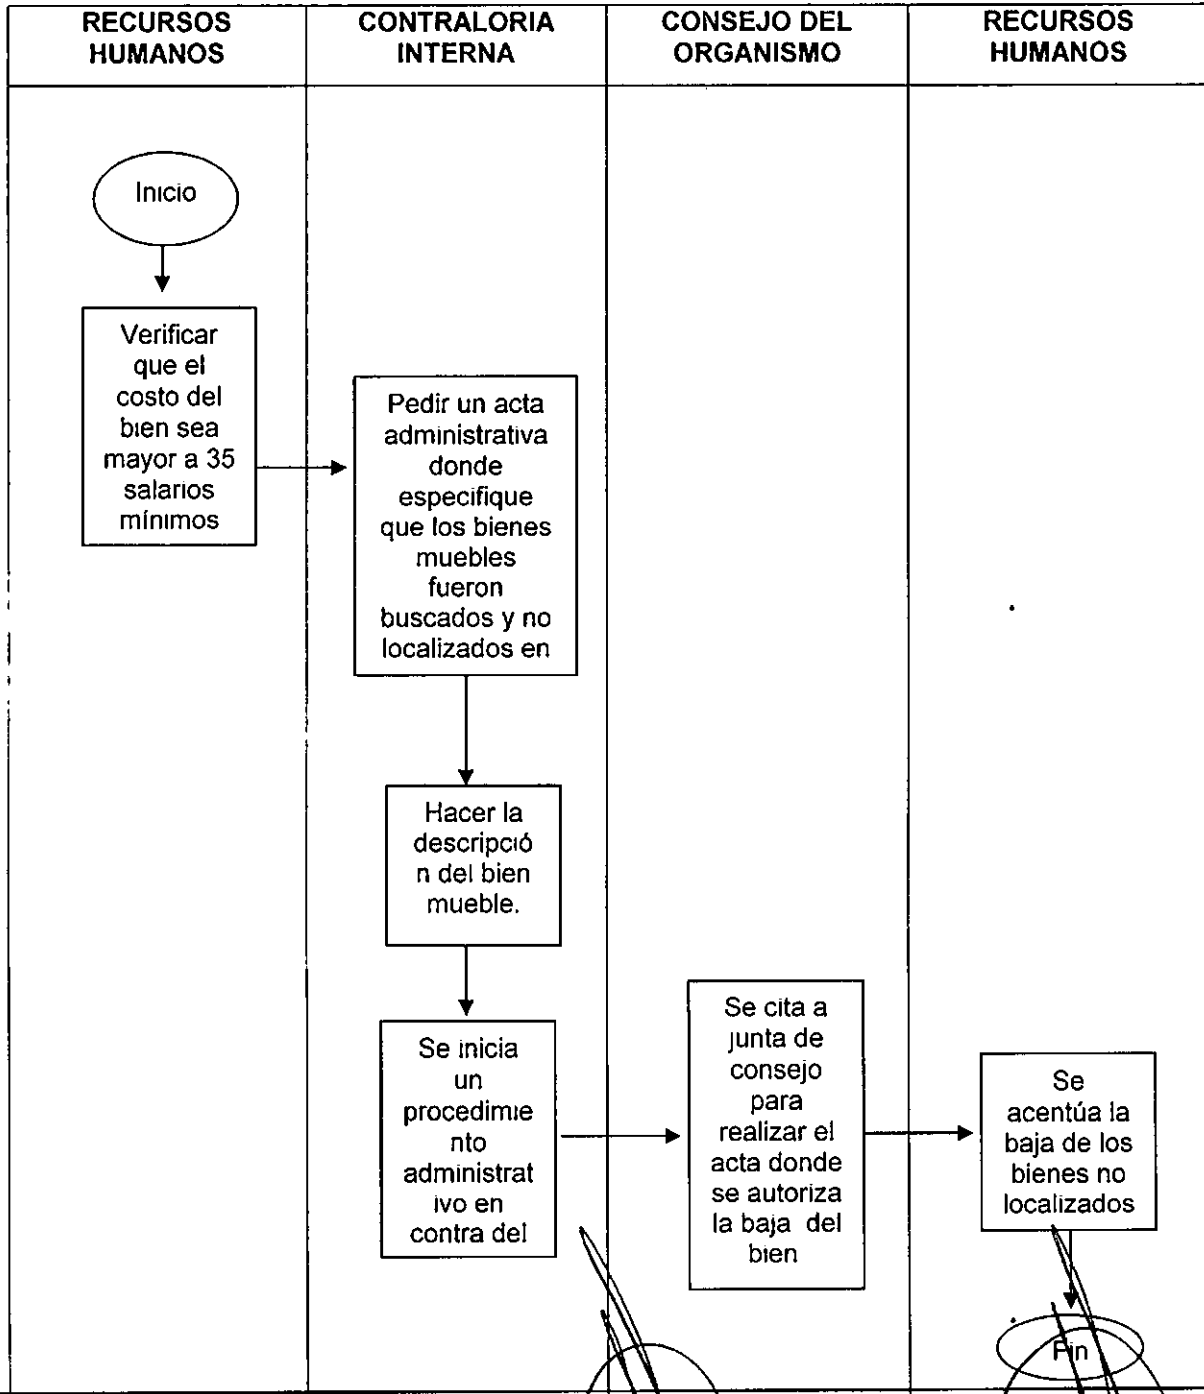 RECURSOS
HUMANOS
CONTRALORIA
INTERNA
CONSEJO DEL
ORGANISMO
RECURSOS
HUMANOS
Inicio
Verificar
que el
costo del
bien sea
mayor a 35
salarios
mínimos
Pedir un acta
administrativa
donde
especifique
que los bienes
muebles
fueron
buscados y no
localizados en
Hacer la
descripció
n del bien
mueble.
Se inicia
un
procedimie
nto
administrat
ivo en
contra del
Se cita a
junta de
consejo
para
realizar el
acta donde
se autoriza
la baja del
bien
Se
acentúa la
baja de los
bienes no
localizados
Fin